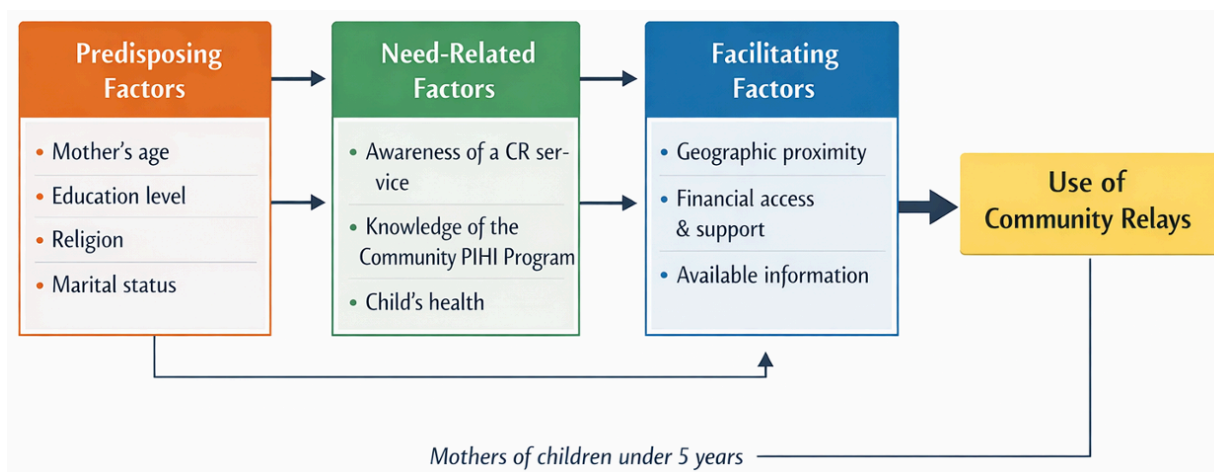 Predisposing
Factors
• Mother's age
• Education level
• Religion
• Marital status
Need-Related
Factors
• Awareness of a CR ser-
vice
• Knowledge of the
Community PIHI Program
• Child's health
Facilitating
Factors
• Geographic proximity
• Financial access
& support
• Available information
Use of
Community Relays
Mothers of children under 5 years